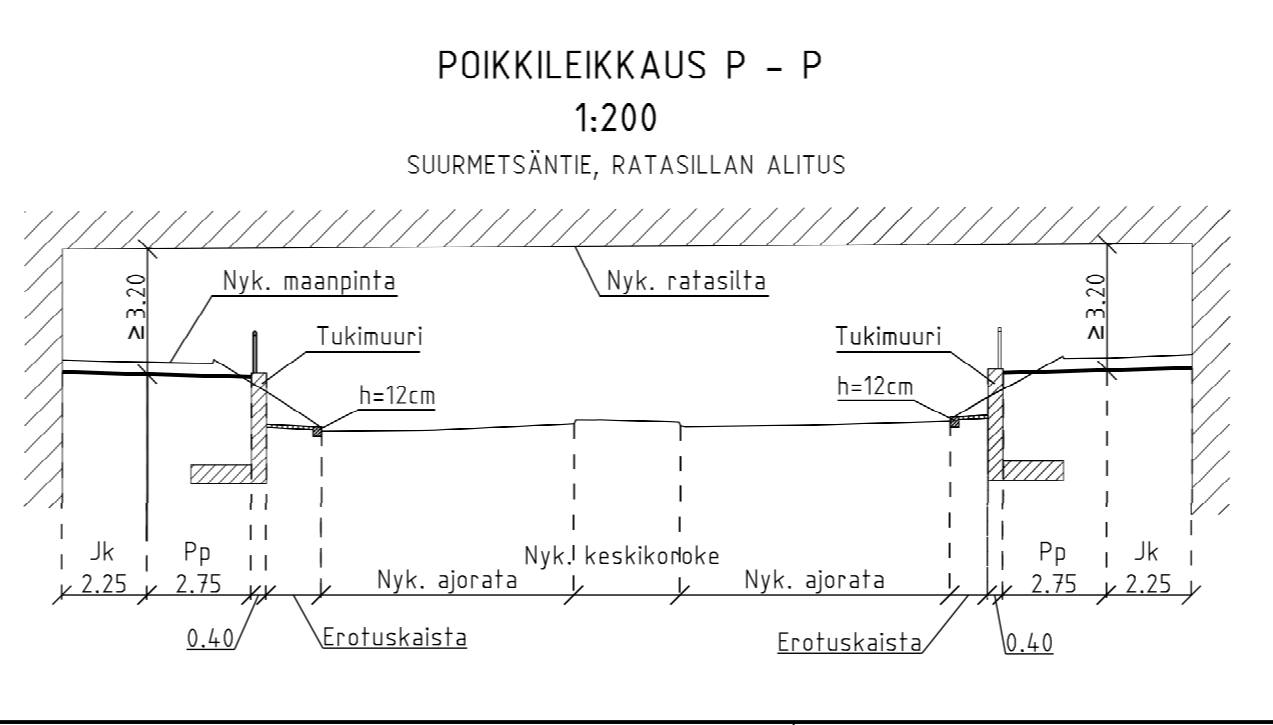 POIKKILEIKKAUS P - P
1:200
SUURMETSÄNTIE, RATASILLAN ALITUS
Nyk. maanpinta
Nyk. ratasilta
≥3.20
≥3.20
Tukimuuri
Tukimuuri
h=12cm
h=12cm
Jk
Pp
Nyk. keskikoroke
Pp
Jk
2.25
2.75
Nyk. ajorata
Nyk. ajorata
2.75
2.25
0.40
Erotuskaista
Erotuskaista
0.40